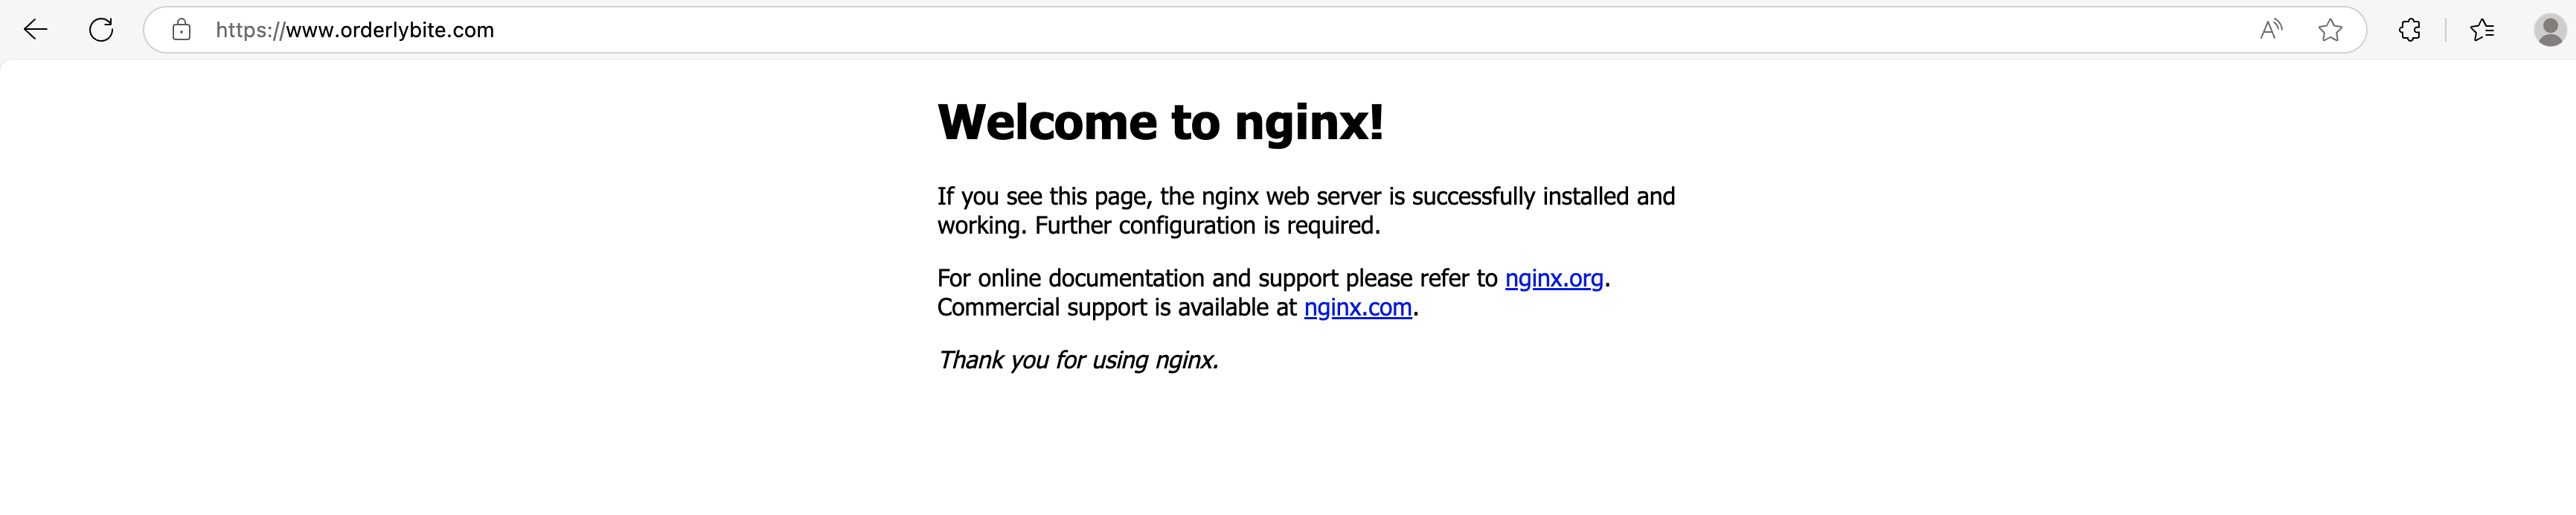 https://www.orderlybite.com
Welcome to nginx!
If you see this page, the nginx web server is successfully installed and
working. Further configuration is required.
For online documentation and support please refer to nginx.org.
Commercial support is available at nginx.com.
Thank you for using nginx.